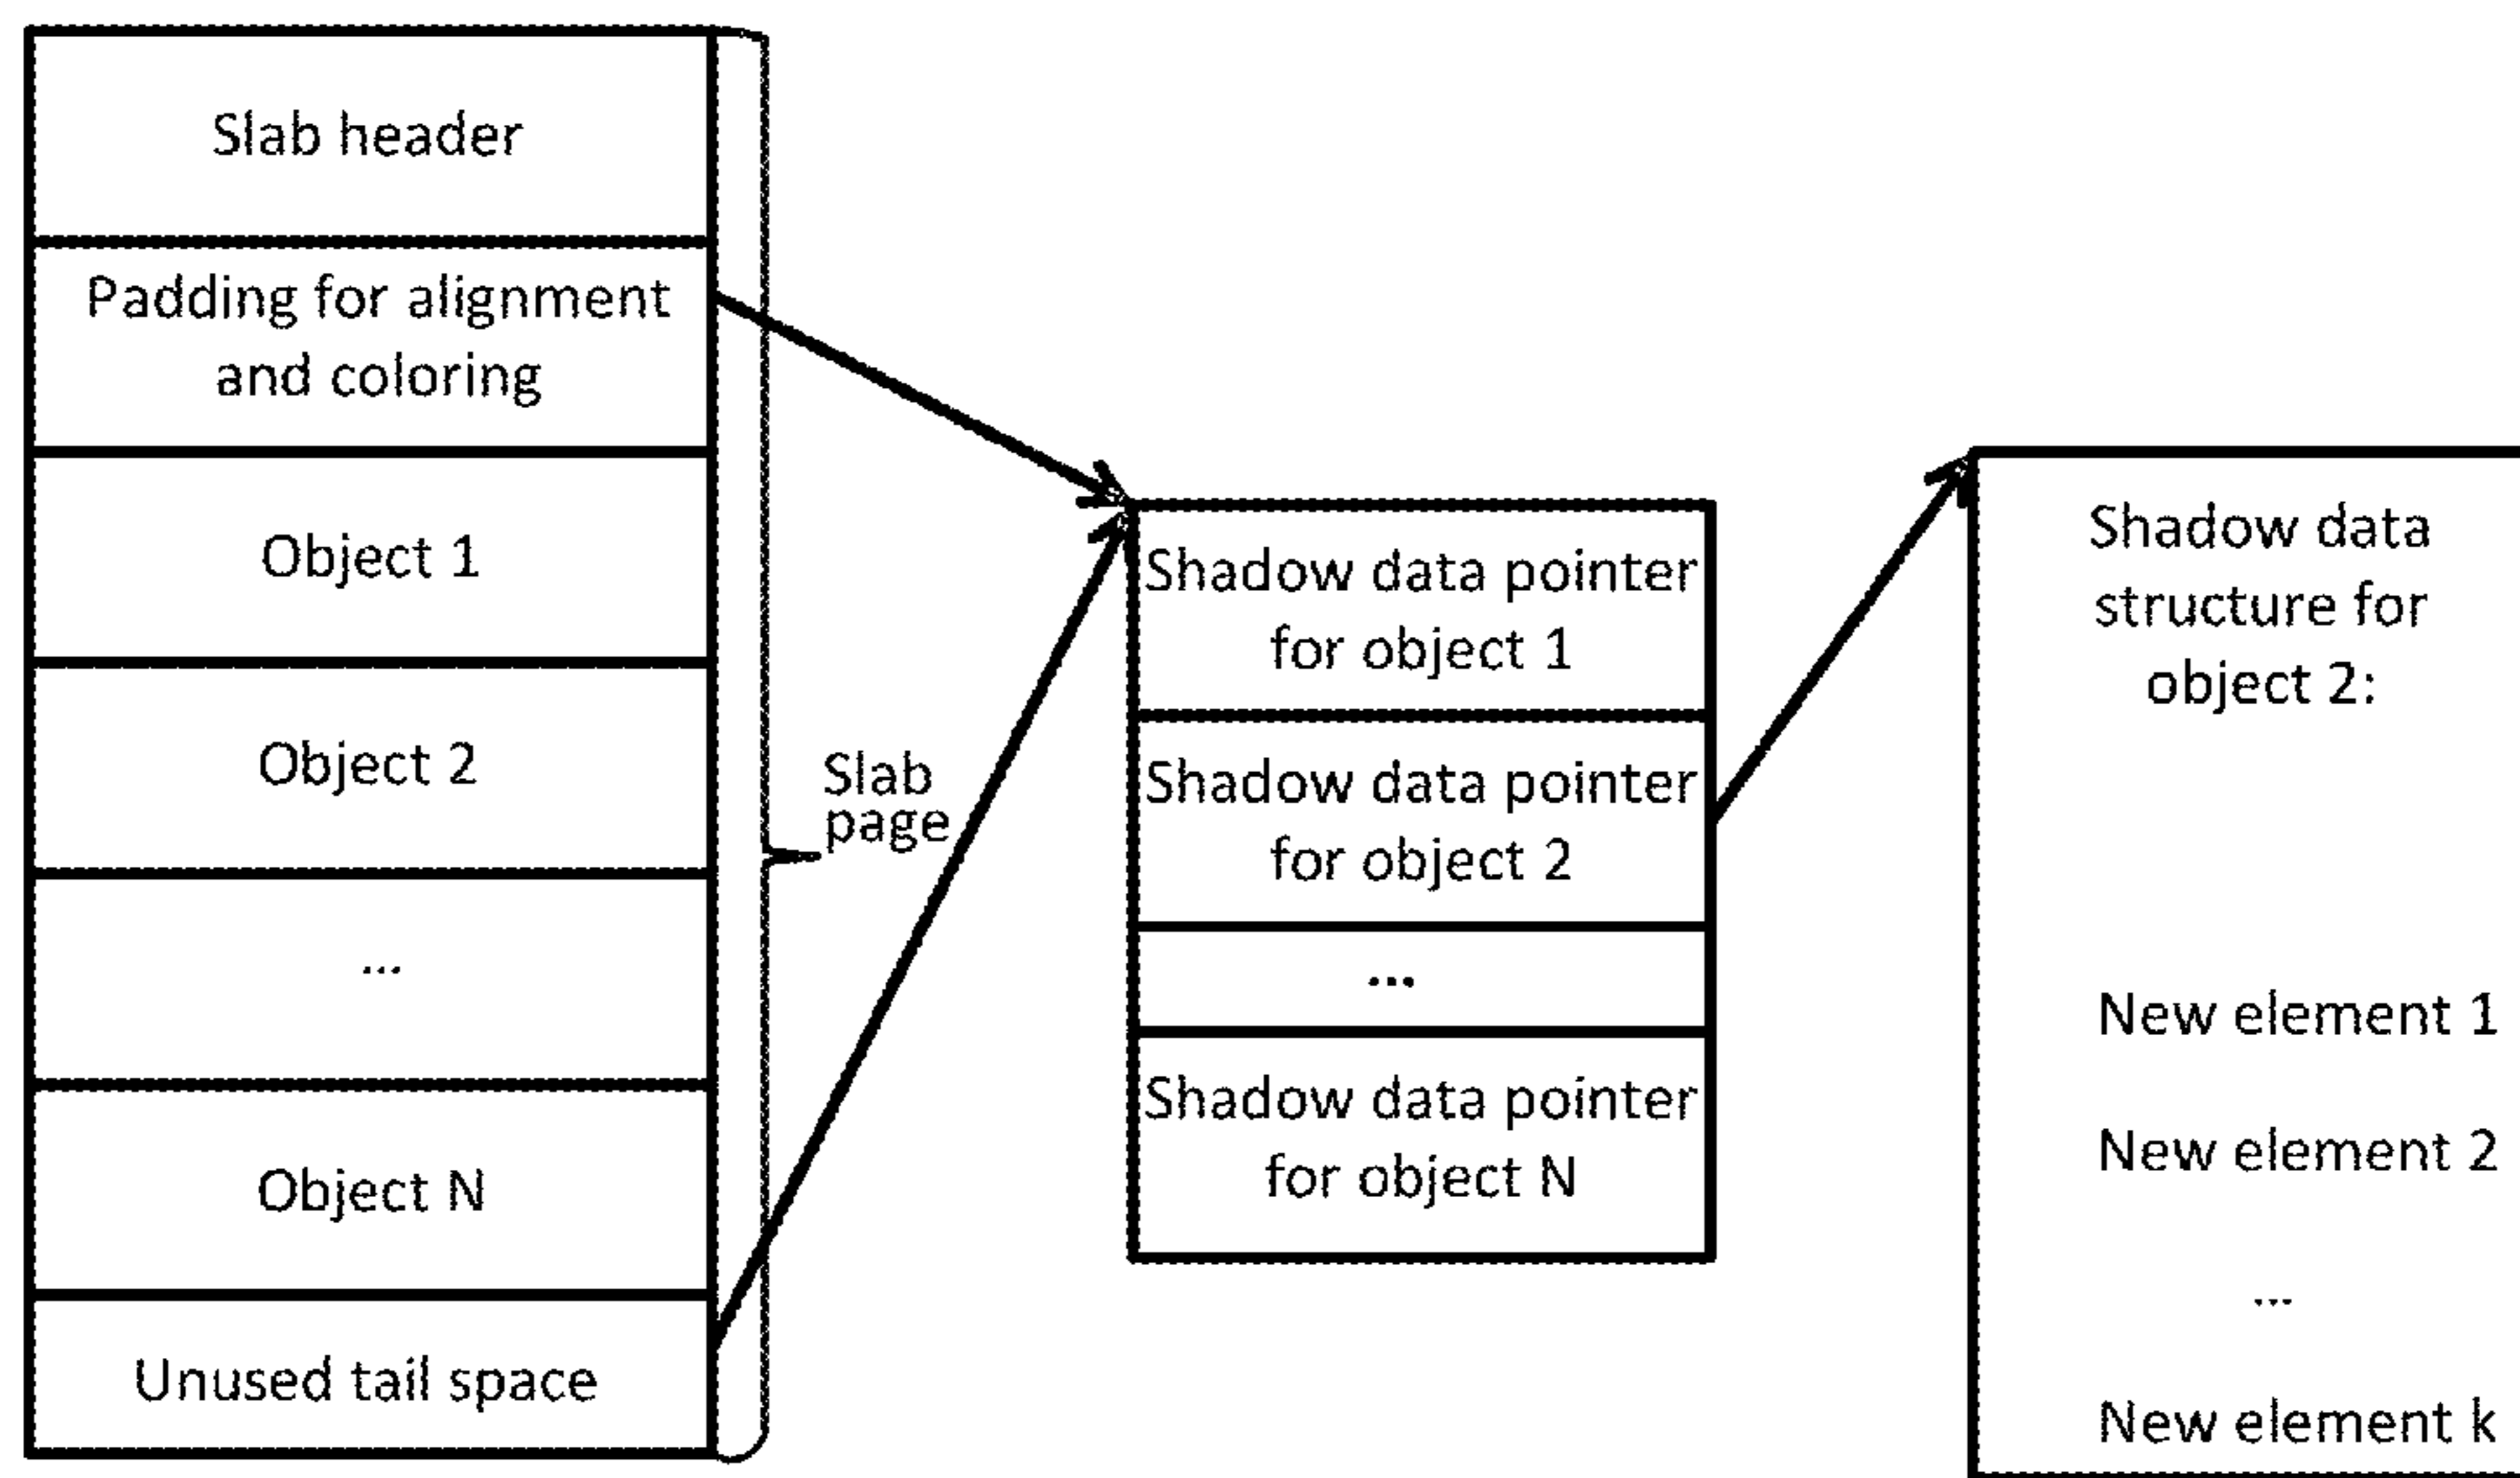 Slab header
Padding for alignment
and coloring
Object 1
Object 2
...
Object N
Unused tail space
Slab
page
Shadow data pointer
for object 1
Shadow data pointer
for object 2
...
Shadow data pointer
for object N
Shadow data
structure for
object 2:
New element 1
New element 2
...
New element k